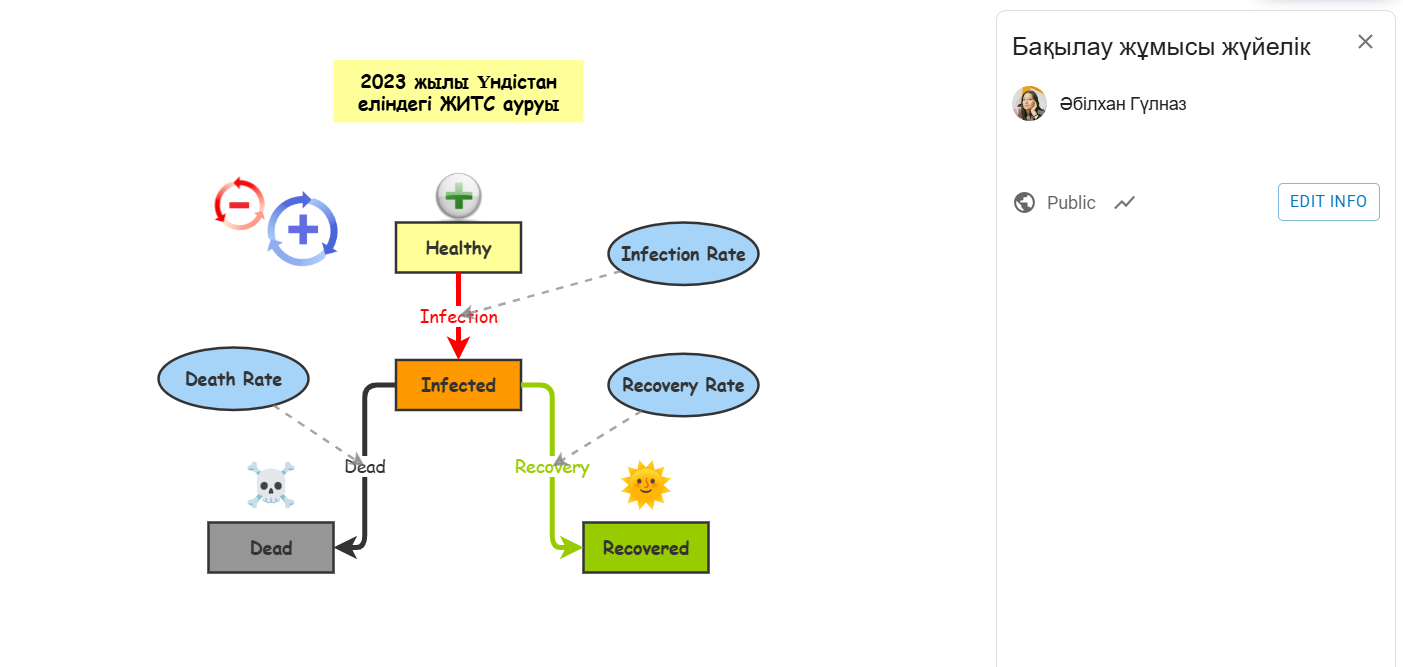 2023 жылы Үндістан
еліндегі ЖИТС ауруы
Healthy
Infection Rate
Infection
Death Rate
Infected
Recovery Rate
Dead
Recovery
Dead
Recovered
Бақылау жұмысы жүйелік
Әбілхан Гүлназ
Public
EDIT INFO